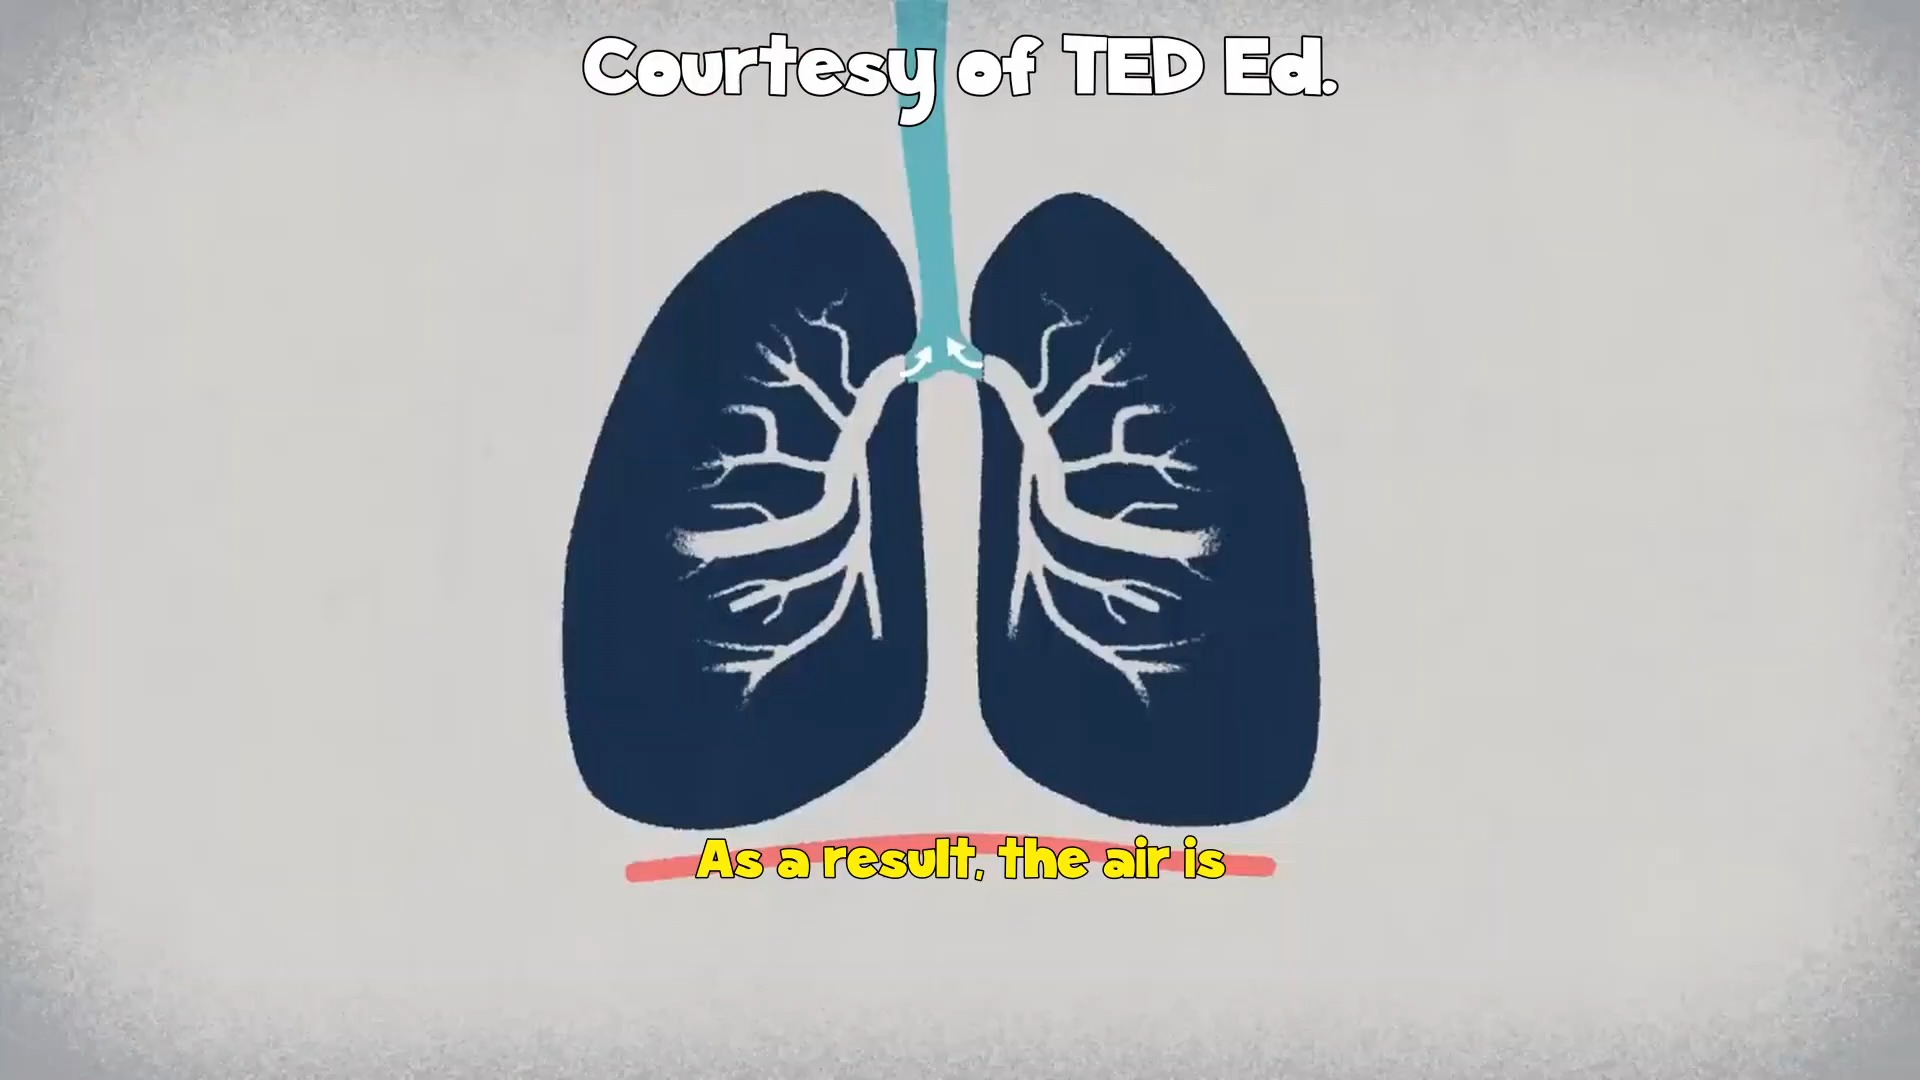 Courtesy of TED Ed.
As a result, the air is